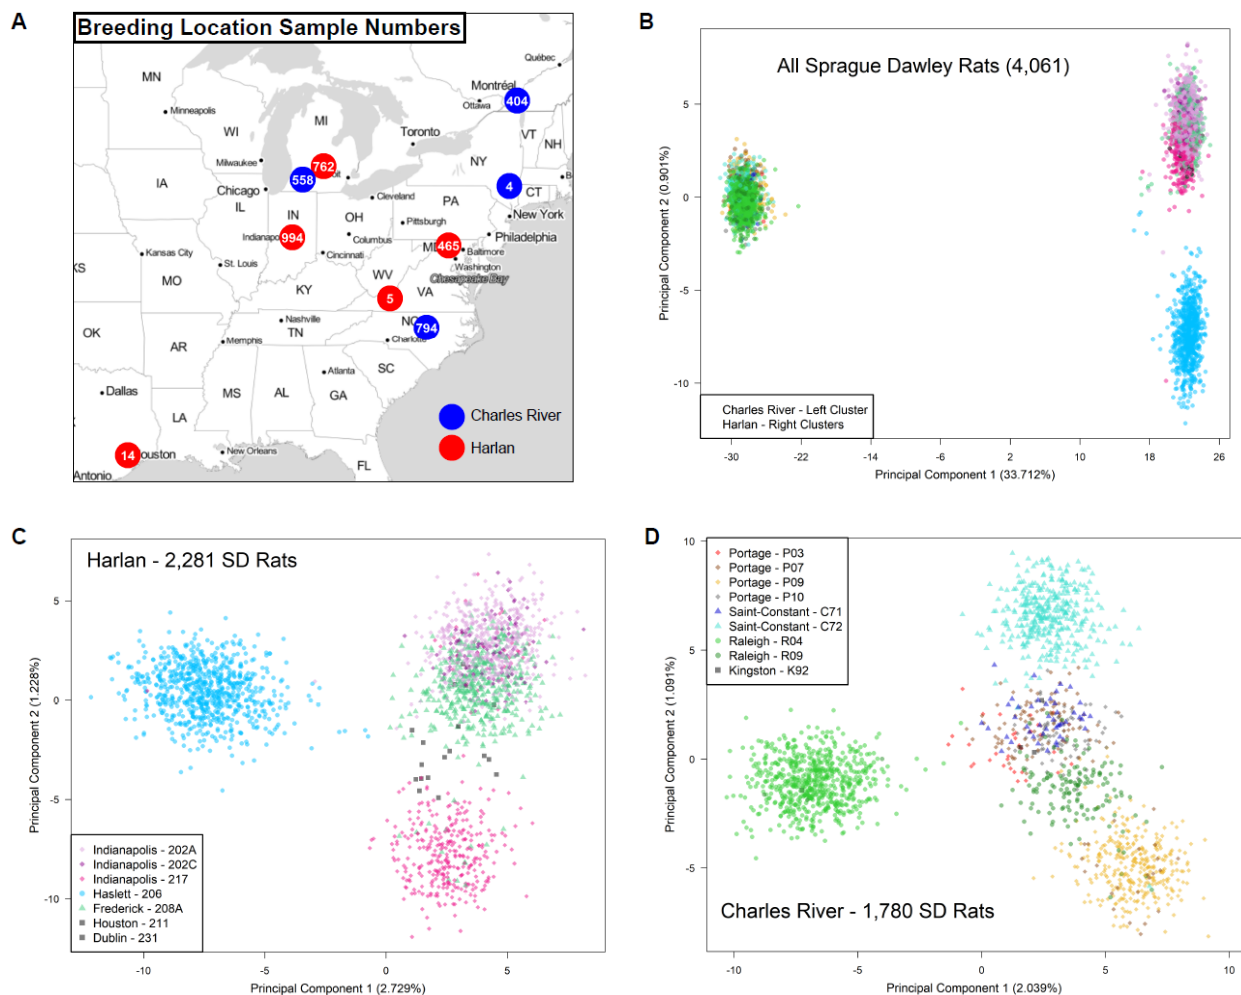 A
Breeding Location Sample Numbers
Québec
Montréal
MN
404
Ottawa
Minneapolis
MI
VT
Toronto
WI
NH
NY
Milwaukee
762
558
4
CT
IA
Chicago
Cleveland
PA
New York
IL
IN
OH
Pittsburgh
Philadelphia
Indianapo
994
Columbus
465
Baltimore
Kansas City
Cincinnati
Washington
St. Louis
WV
Chesapeake Bay
MO
KY
5
VA
Nashville
NC
794
OK
TN
Memphis
Charlotte
AR
SC
Atlanta
Dallas
MS
AL
GA
LA
Charles River
14
ouston
New Orleans
Harlan
Antonio
FL
B
All Sprague Dawley Rats (4,061)
Principal Component 2 (0.901%)
5
0
-5
-10
Charles River - Left Cluster
Harlan - Right Clusters
-30
-22
-14
-6
2
10
18
26
Principal Component 1 (33.712%)
C
Harlan - 2,281 SD Rats
Principal Component 2 (1.228%)
5
0
-5
-10
Indianapolis - 202A
Indianapolis - 202C
Indianapolis - 217
Haslett - 206
Frederick - 208A
Houston - 211
Dublin - 231
-10
-5
0
5
Principal Component 1 (2.729%)
D
Principal Component 2 (1.091%)
10
5
0
-5
Portage - P03
Portage - P07
Portage - P09
Portage - P10
Saint-Constant - C71
Saint-Constant - C72
Raleigh - R04
Raleigh - R09
Kingston - K92
Charles River - 1,780 SD Rats
-10
-5
0
5
10
Principal Component 1 (2.039%)